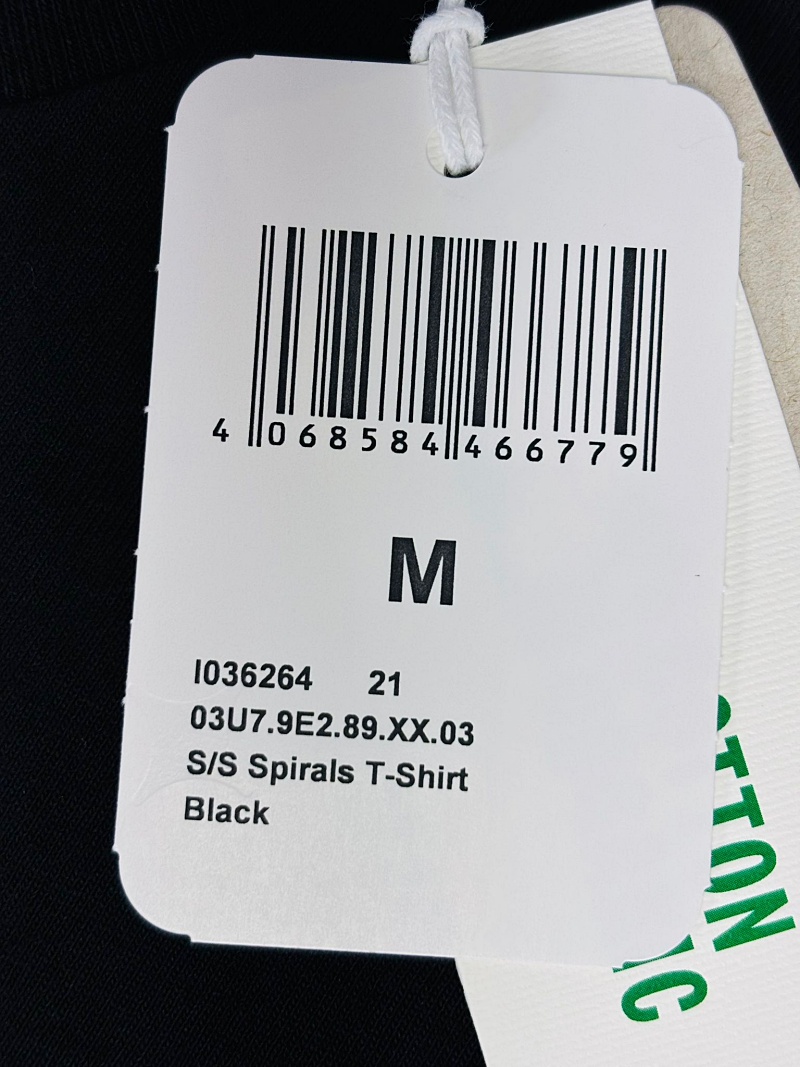 4 068584 466779
M
I036264 21
03U7.9E2.89.XX.03
S/S Spirals T-Shirt
Black